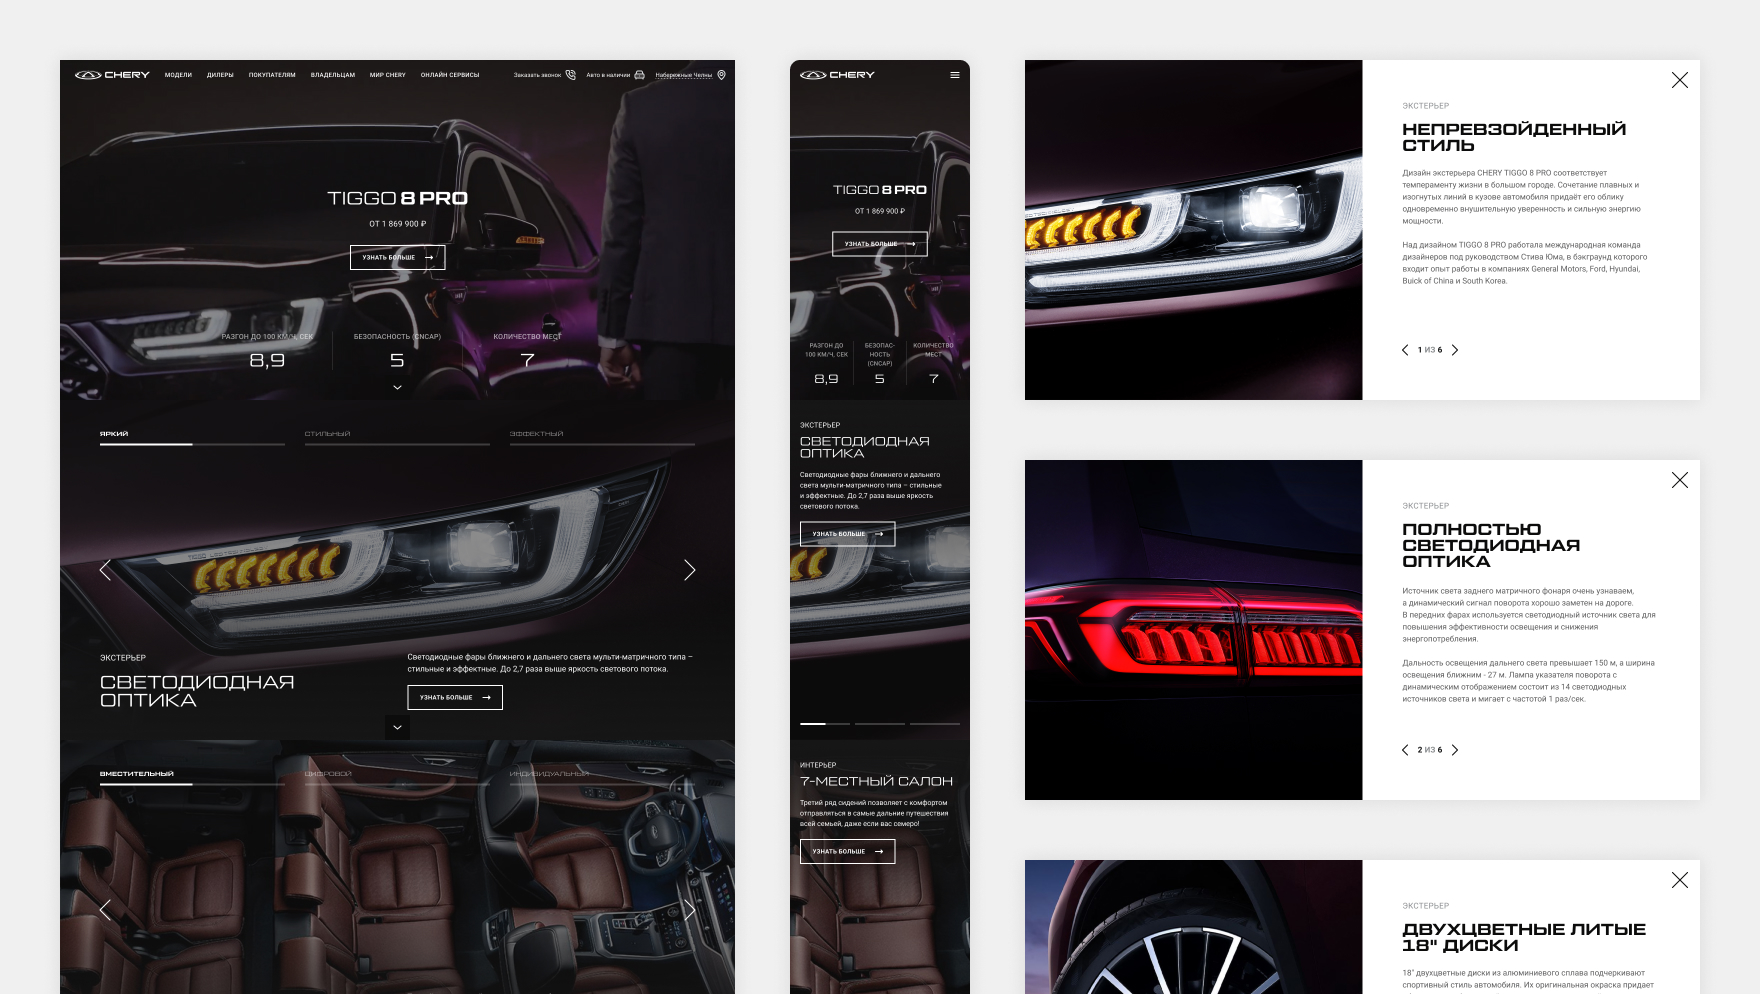 CHERY
МОДЕЛИ
ДИЛЕРЫ
ПОКУПАТЕЛЯМ
ВЛАДЕЛЬЦАМ
МИР CHERY
ОНЛАЙН СЕРВИСЫ
Заказать звонок
Авто в наличии
Набережные Челны
TIGGO 8 PRO
ОТ 1 869 900 ₽
УЗНАТЬ БОЛЬШЕ
РАЗГОН ДО 100 КМ/Ч, СЕК
8,9
БЕЗОПАСНОСТЬ (CNCAP)
5
КОЛИЧЕСТВО МЕСТ
7
ЯРКИЙ
СТИЛЬНЫЙ
ЭФФЕКТНЫЙ
ЭКСТЕРЬЕР
СВЕТОДИОДНАЯ
ОПТИКА
Светодиодные фары ближнего и дальнего света мульти-матричного типа –
стильные и эффектные. До 2,7 раза выше яркость светового потока.
УЗНАТЬ БОЛЬШЕ
ВМЕСТИТЕЛЬНЫЙ
ЦИФРОВОЙ
ИНДИВИДУАЛЬНЫЙ
CHERY
TIGGO 8 PRO
ОТ 1 869 900 ₽
УЗНАТЬ БОЛЬШЕ
РАЗГОН ДО
100 КМ/Ч, СЕК
8,9
БЕЗОПАС-
НОСТЬ
(CNCAP)
5
КОЛИЧЕСТВО
МЕСТ
7
ЭКСТЕРЬЕР
СВЕТОДИОДНАЯ
ОПТИКА
Светодиодные фары ближнего и дальнего
света мульти-матричного типа – стильные
и эффектные. До 2,7 раза выше яркость
светового потока.
УЗНАТЬ БОЛЬШЕ
ИНТЕРЬЕР
7-МЕСТНЫЙ САЛОН
Третий ряд сидений позволяет с комфортом
отправляться в самые дальние путешествия
всей семьей, даже если вас семеро!
УЗНАТЬ БОЛЬШЕ
ЭКСТЕРЬЕР
НЕПРЕВЗОЙДЕННЫЙ
СТИЛЬ
Дизайн экстерьера CHERY TIGGO 8 PRO соответствует
темпераменту жизни в большом городе. Сочетание плавных и
изогнутых линий в кузове автомобиля придаёт его облику
одновременно внушительную уверенность и сильную энергию
мощности.
Над дизайном TIGGO 8 PRO работала международная команда
дизайнеров под руководством Стива Юма, в бэкграунд которого
входит опыт работы в компаниях General Motors, Ford, Hyundai,
Buick of China и South Korea.
1 ИЗ 6
ЭКСТЕРЬЕР
ПОЛНОСТЬЮ
СВЕТОДИОДНАЯ
ОПТИКА
Источник света заднего матричного фонаря очень узнаваем,
а динамический сигнал поворота хорошо заметен на дороге.
В передних фарах используется светодиодный источник света для
повышения эффективности освещения и снижения
энергопотребления.
Дальность освещения дальнего света превышает 150 м, а ширина
освещения ближним - 27 м. Лампа указателя поворота с
динамическим отображением состоит из 14 светодиодных
источников света и мигает с частотой 1 раз/сек.
2 ИЗ 6
ЭКСТЕРЬЕР
ДВУХЦВЕТНЫЕ ЛИТЫЕ
18" ДИСКИ
18" двухцветные диски из алюминиевого сплава подчеркивают
спортивный стиль автомобиля. Их оригинальная окраска придает